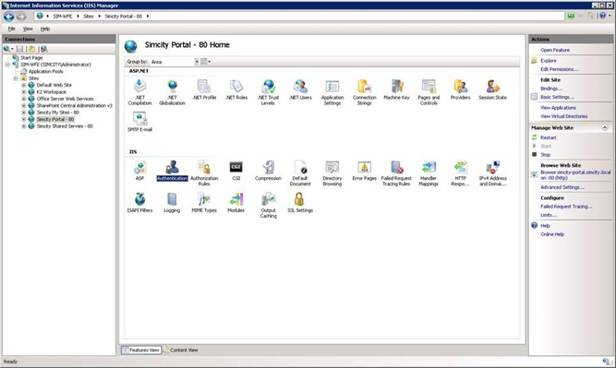 Internet Information Services (IIS) Manager
SIM-WFE ▸ Sites ▸ Simcity Portal - 80
File View Help
Connections
Start Page
SIM-WFE (SIMCITY\Administrator)
Application Pools
Sites
Default Web Site
K2 Workspace
Office Server Web Services
SharePoint Central Administration v3
Simcity My Sites - 80
Simcity Portal - 80
Simcity Shared Servies - 80
Simcity Portal - 80 Home
Group by: Area
ASP.NET
.NET Compilation
.NET Globalization
.NET Profile
.NET Roles
.NET Trust Levels
.NET Users
Application Settings
Connection Strings
Machine Key
Pages and Controls
Providers
Session State
SMTP E-mail
IIS
ASP
Authentication
Authorization Rules
CGI
Compression
Default Document
Directory Browsing
Error Pages
Failed Request Tracing Rules
Handler Mappings
HTTP Respo...
IPv4 Address and Domai...
ISAPI Filters
Logging
MIME Types
Modules
Output Caching
SSL Settings
Features View
Content View
Actions
Open Feature
Explore
Edit Permissions...
Edit Site
Bindings...
Basic Settings...
View Applications
View Virtual Directories
Manage Web Site
Restart
Start
Stop
Browse Web Site
Browse simcity-portal.simcity.local
on :80 (http)
Advanced Settings...
Configure
Failed Request Tracing...
Limits...
Help
Online Help
Ready